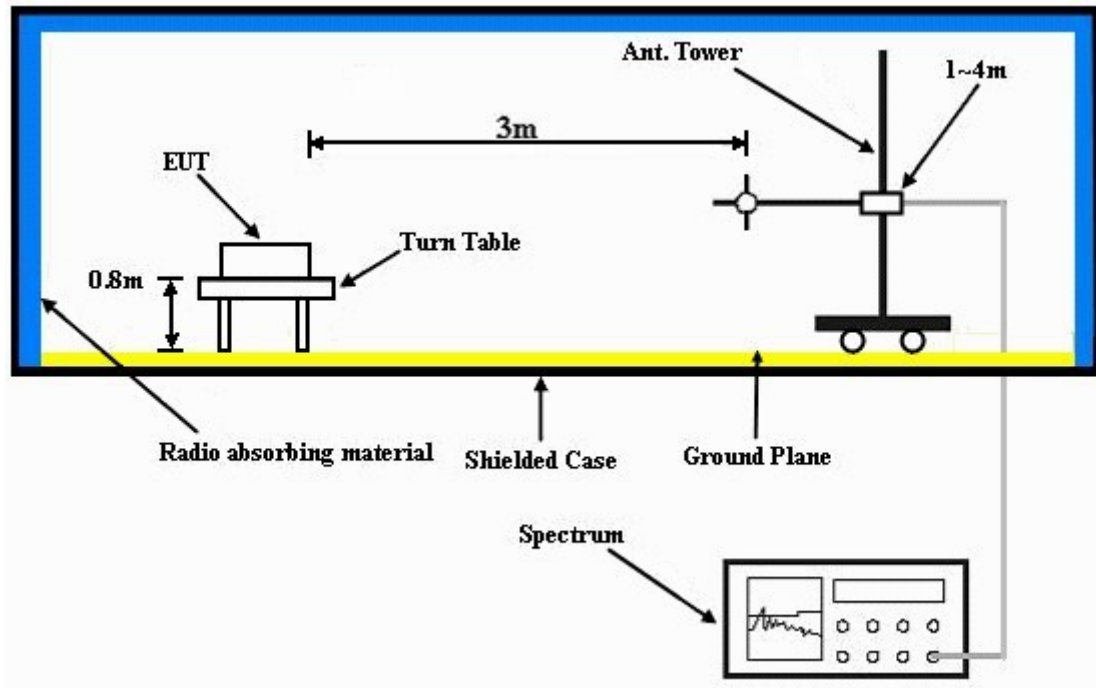 Ant. Tower
1~4m
3m
EUT
Turn Table
0.8m
Radio absorbing material
Shielded Case
Ground Plane
Spectrum